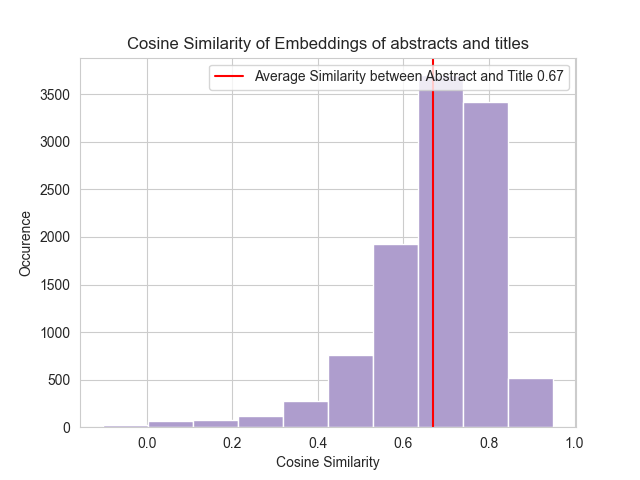 Cosine Similarity of Embeddings of abstracts and titles
Average Similarity between Abstract and Title 0.67
Occurence
3500
3000
2500
2000
1500
1000
500
0
0.0 0.2 0.4 0.6 0.8 1.0
Cosine Similarity